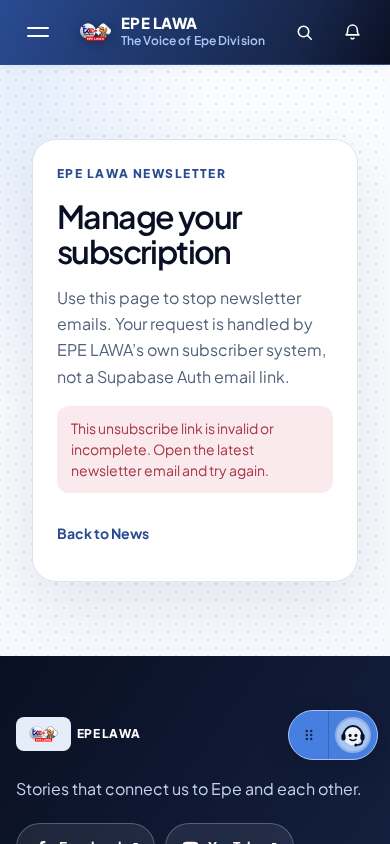 EPE LAWA
The Voice of Epe Division
EPE LAWA NEWSLETTER
Manage your
subscription
Use this page to stop newsletter
emails. Your request is handled by
EPE LAWA's own subscriber system,
not a Supabase Auth email link.
This unsubscribe link is invalid or
incomplete. Open the latest
newsletter email and try again.
Back to News
EPE LAWA
Stories that connect us to Epe and each other.